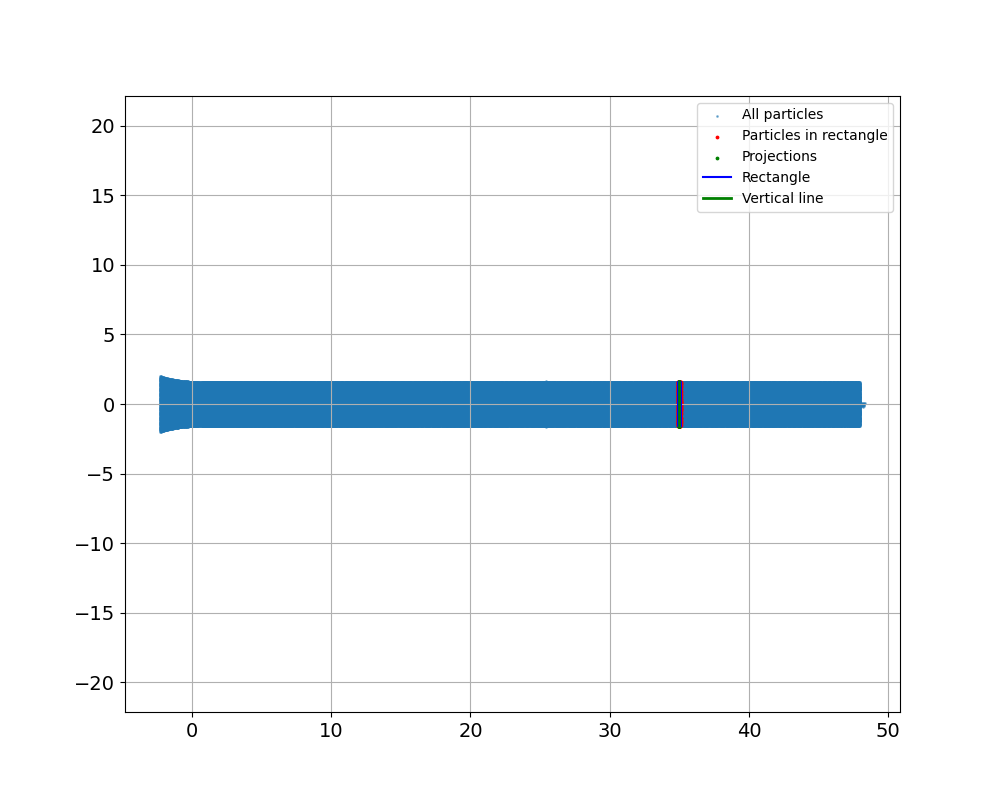 All particles
Particles in rectangle
Projections
Rectangle
Vertical line
20
15
10
5
0
−5
−10
−15
−20
0 10 20 30 40 50